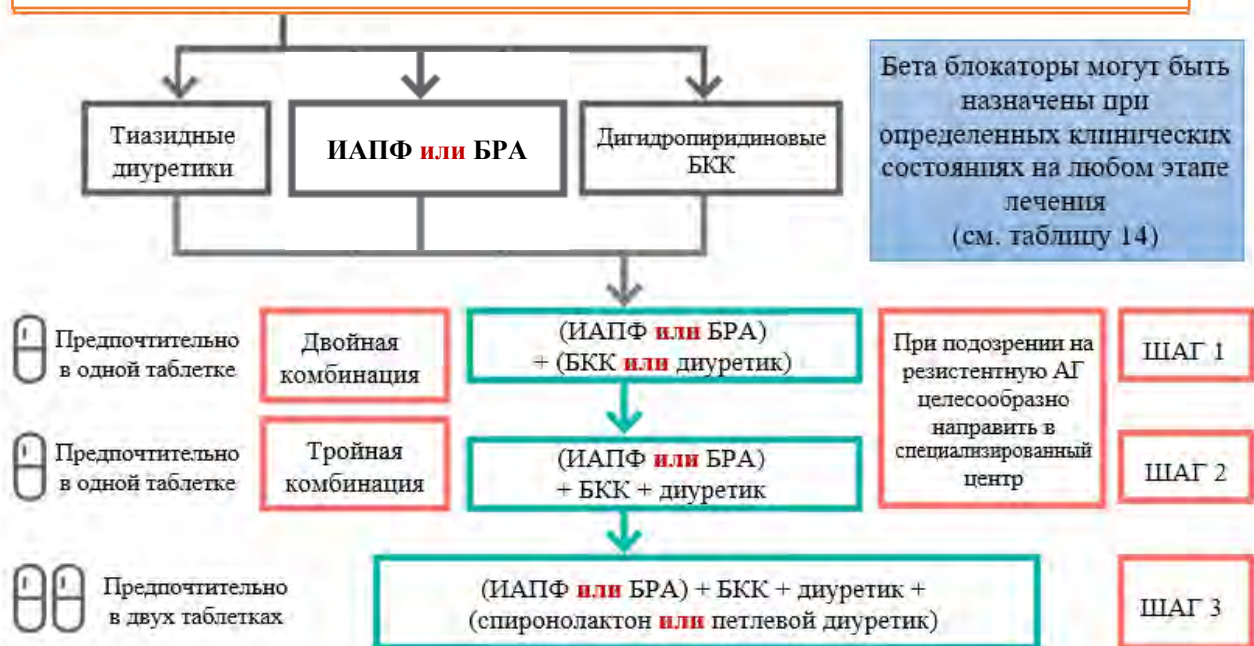 Тиазидные
диуретики
ИАПФ или БРА
Дигидропиридиновые
БКК
Бета блокаторы могут быть
назначены при
определенных клинических
состояниях на любом этапе
лечения
(см. таблицу 14)
Предпочтительно
в одной таблетке
Двойная
комбинация
(ИАПФ или БРА)
+ (БКК или диуретик)
При подозрении на
резистентную АГ
целесообразно
направить в
специализированный
центр
ШАГ 1
Предпочтительно
в одной таблетке
Тройная
комбинация
(ИАПФ или БРА)
+ БКК + диуретик
ШАГ 2
Предпочтительно
в двух таблетках
(ИАПФ или БРА) + БКК + диуретик +
(спиронолактон или петлевой диуретик)
ШАГ 3